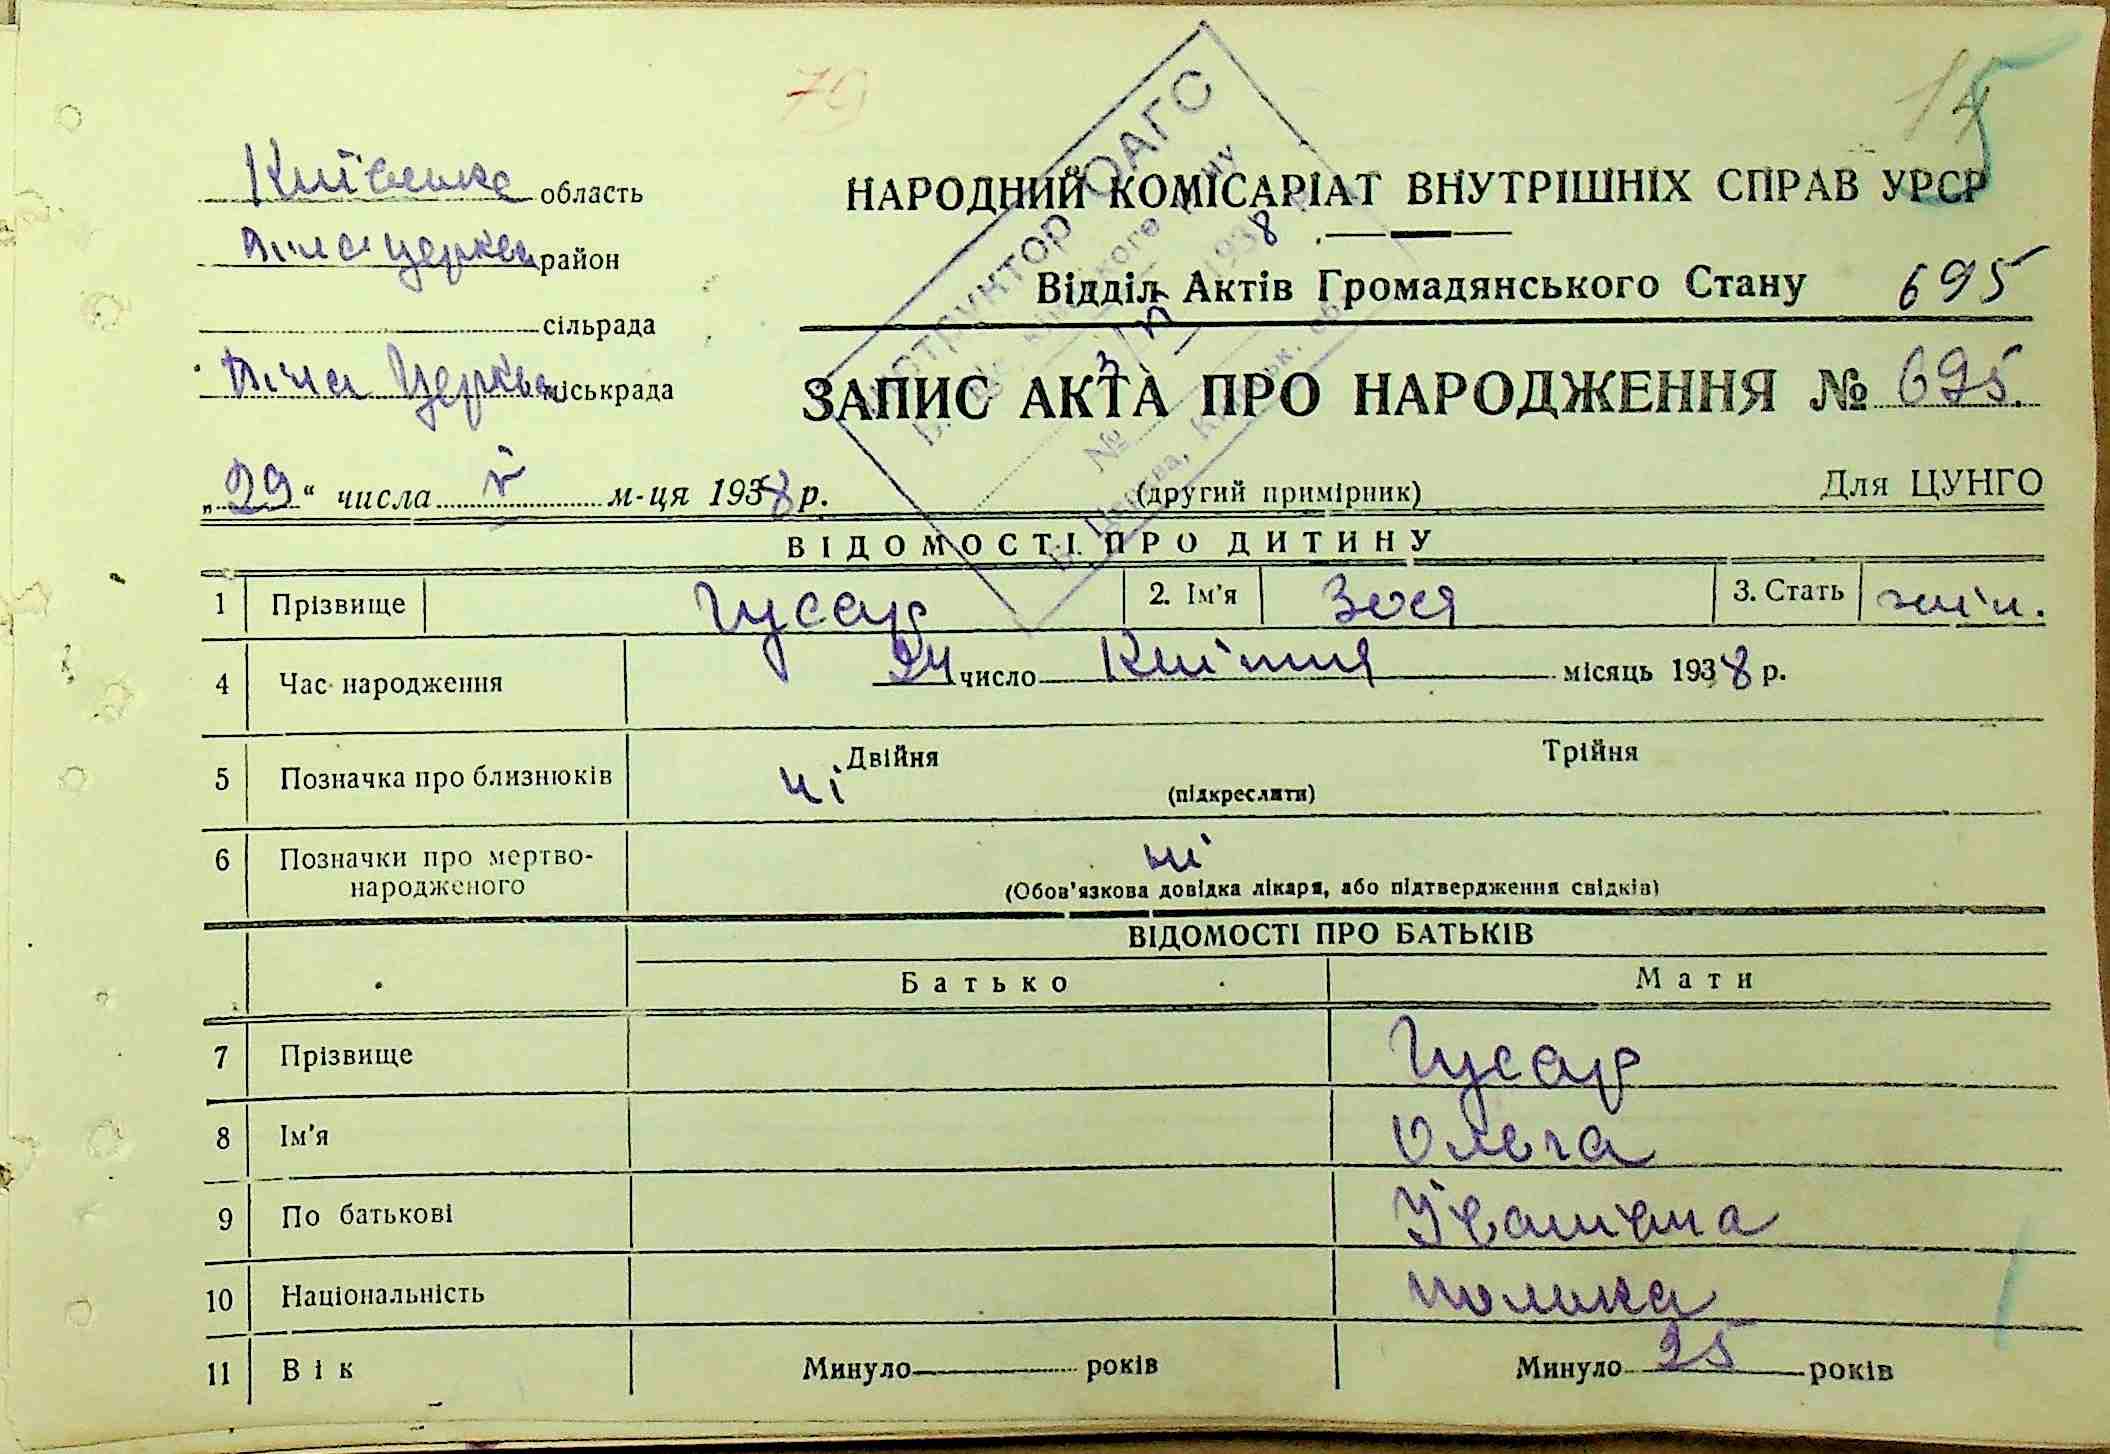 79
15
Київська область
НАРОДНИЙ КОМІСАРІАТ ВНУТРІШНІХ СПРАВ УРСР
Біла церква район
Відділ Актів Громадянського Стану 695
сільрада
Біла Церква міськрада
ЗАПИС АКТА ПРО НАРОДЖЕННЯ № 695.
„29“ числа V м-ця 1938 р. (другий примірник) Для ЦУНГО
ВІДОМОСТІ ПРО ДИТИНУ
1 Прізвище Гусар 2. Ім'я Зоя 3. Стать жін.
4 Час народження 24 число Квітня місяць 1938 р.
5 Позначка про близнюків ні Двійня Трійня
(підкреслити)
6 Позначки про мертво-
народженого ні
(Обов'язкова довідка лікаря, або підтвердження свідків)
ВІДОМОСТІ ПРО БАТЬКІВ
Батько Мати
7 Прізвище Гусар
8 Ім'я Ольга
9 По батькові Іванівна
10 Національність полька
11 Вік Минуло років Минуло 25 років